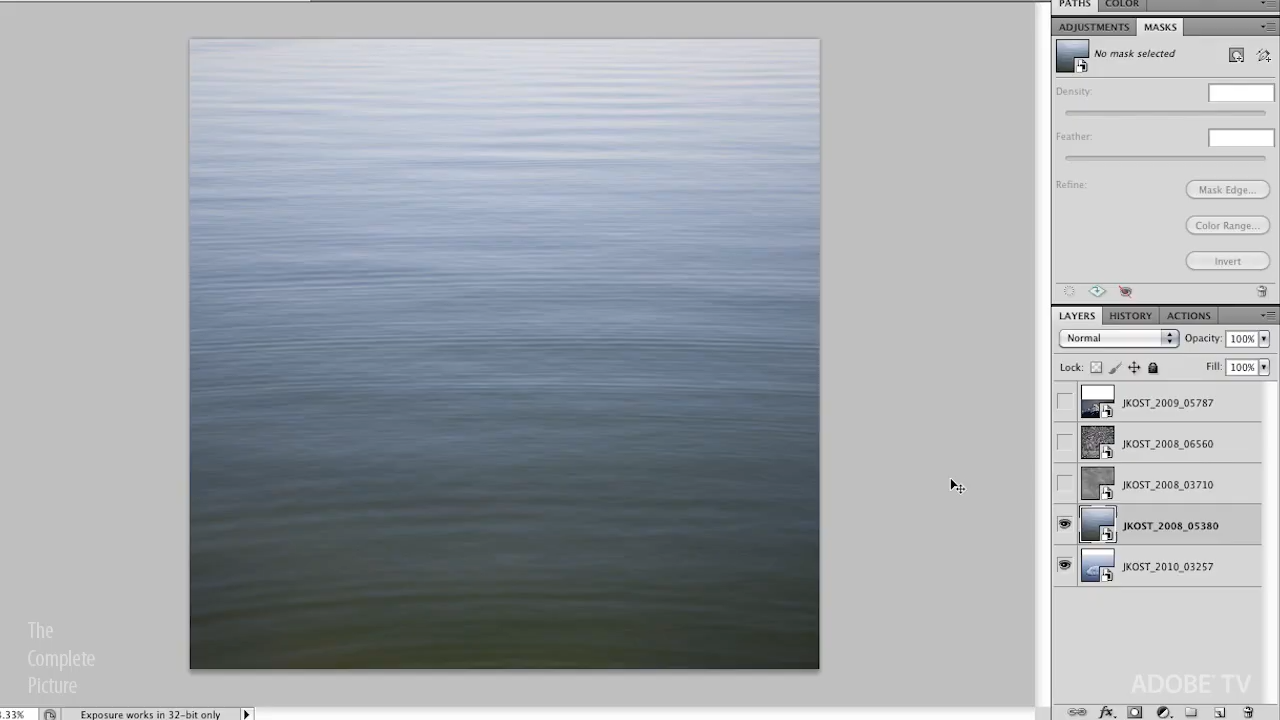 PATHS COLOR
ADJUSTMENTS MASKS
No mask selected
Density:
Feather:
Refine:
Mask Edge...
Color Range...
Invert
LAYERS HISTORY ACTIONS
Normal Opacity: 100%
Lock: Fill: 100%
JKOST_2009_05787
JKOST_2008_06560
JKOST_2008_03710
JKOST_2008_05380
JKOST_2010_03257
The
Complete
Picture
ADOBE TV
Exposure works in 32-bit only